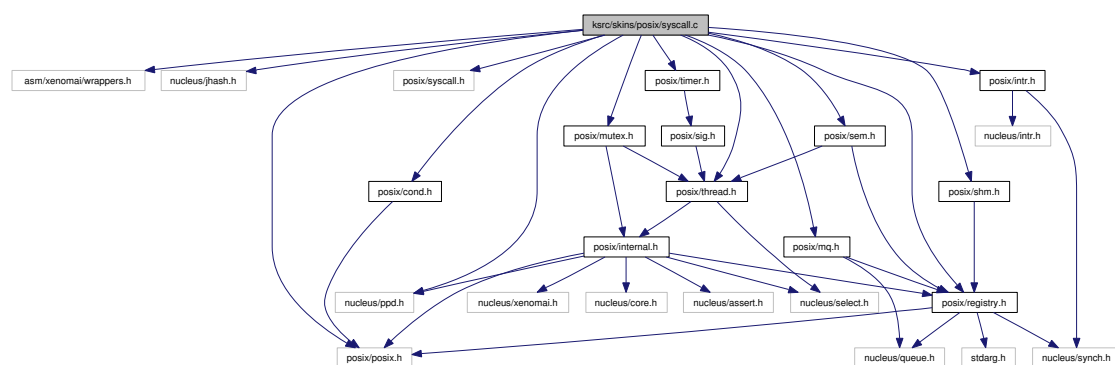 ksrc/skins/posix/syscall.c
asm/xenomai/wrappers.h
nucleus/jhash.h
posix/syscall.h
posix/timer.h
posix/intr.h
posix/mutex.h
posix/sig.h
posix/sem.h
nucleus/intr.h
posix/cond.h
posix/thread.h
posix/shm.h
posix/internal.h
posix/mq.h
nucleus/ppd.h
nucleus/xenomai.h
nucleus/core.h
nucleus/assert.h
nucleus/select.h
posix/registry.h
posix/posix.h
nucleus/queue.h
stdarg.h
nucleus/synch.h